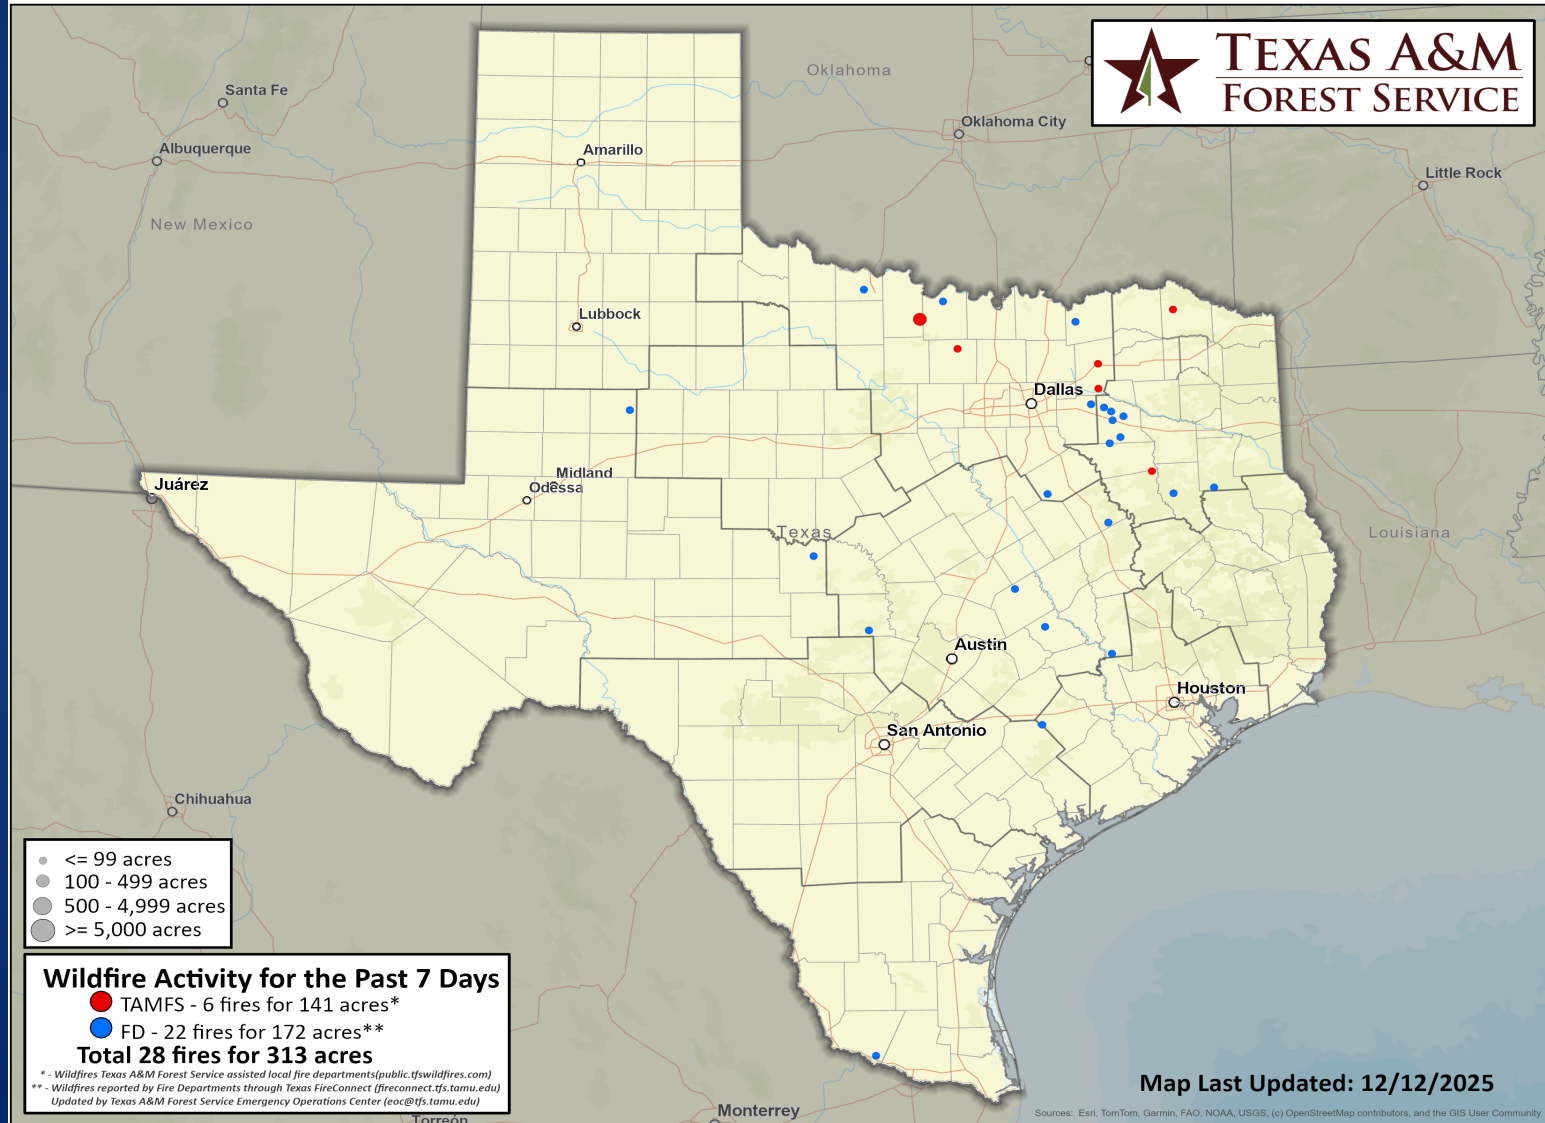 TEXAS A&M
FOREST SERVICE
Oklahoma
Santa Fe
Oklahoma City
Albuquerque
Amarillo
Little Rock
New Mexico
Lubbock
Dallas
Midland
Odessa
Juárez
Texas
Louisiana
Austin
Houston
San Antonio
Chihuahua
<= 99 acres
100 - 499 acres
500 - 4,999 acres
>= 5,000 acres
Wildfire Activity for the Past 7 Days
TAMFS - 6 fires for 141 acres*
FD - 22 fires for 172 acres**
Total 28 fires for 313 acres
* - Wildfires Texas A&M Forest Service assisted local fire departments(public.tfswildfires.com)
** - Wildfires reported by Fire Departments through Texas FireConnect (fireconnect.tfs.tamu.edu)
Updated by Texas A&M Forest Service Emergency Operations Center (eoc@tfs.tamu.edu)
Map Last Updated: 12/12/2025
Monterrey
Torreón
Sources: Esri, TomTom, Garmin, FAO, NOAA, USGS, (c) OpenStreetMap contributors, and the GIS User Community